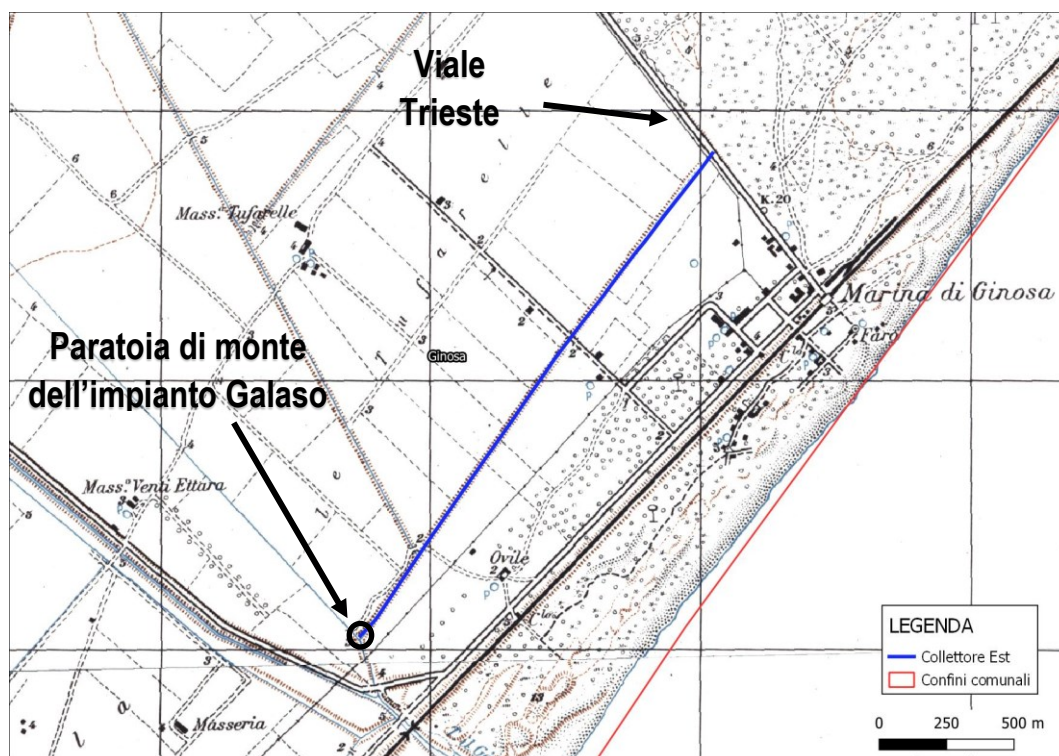 Viale
Trieste
K.20
Mass. Tufarelle
Marina di Ginosa
Faro
Ginosa
Paratoia di monte
dell'impianto Galaso
Mass.ᵃ Venti Ettara
Ovile
Masseria
13
LEGENDA
Collettore Est
Confini comunali
0 250 500 m